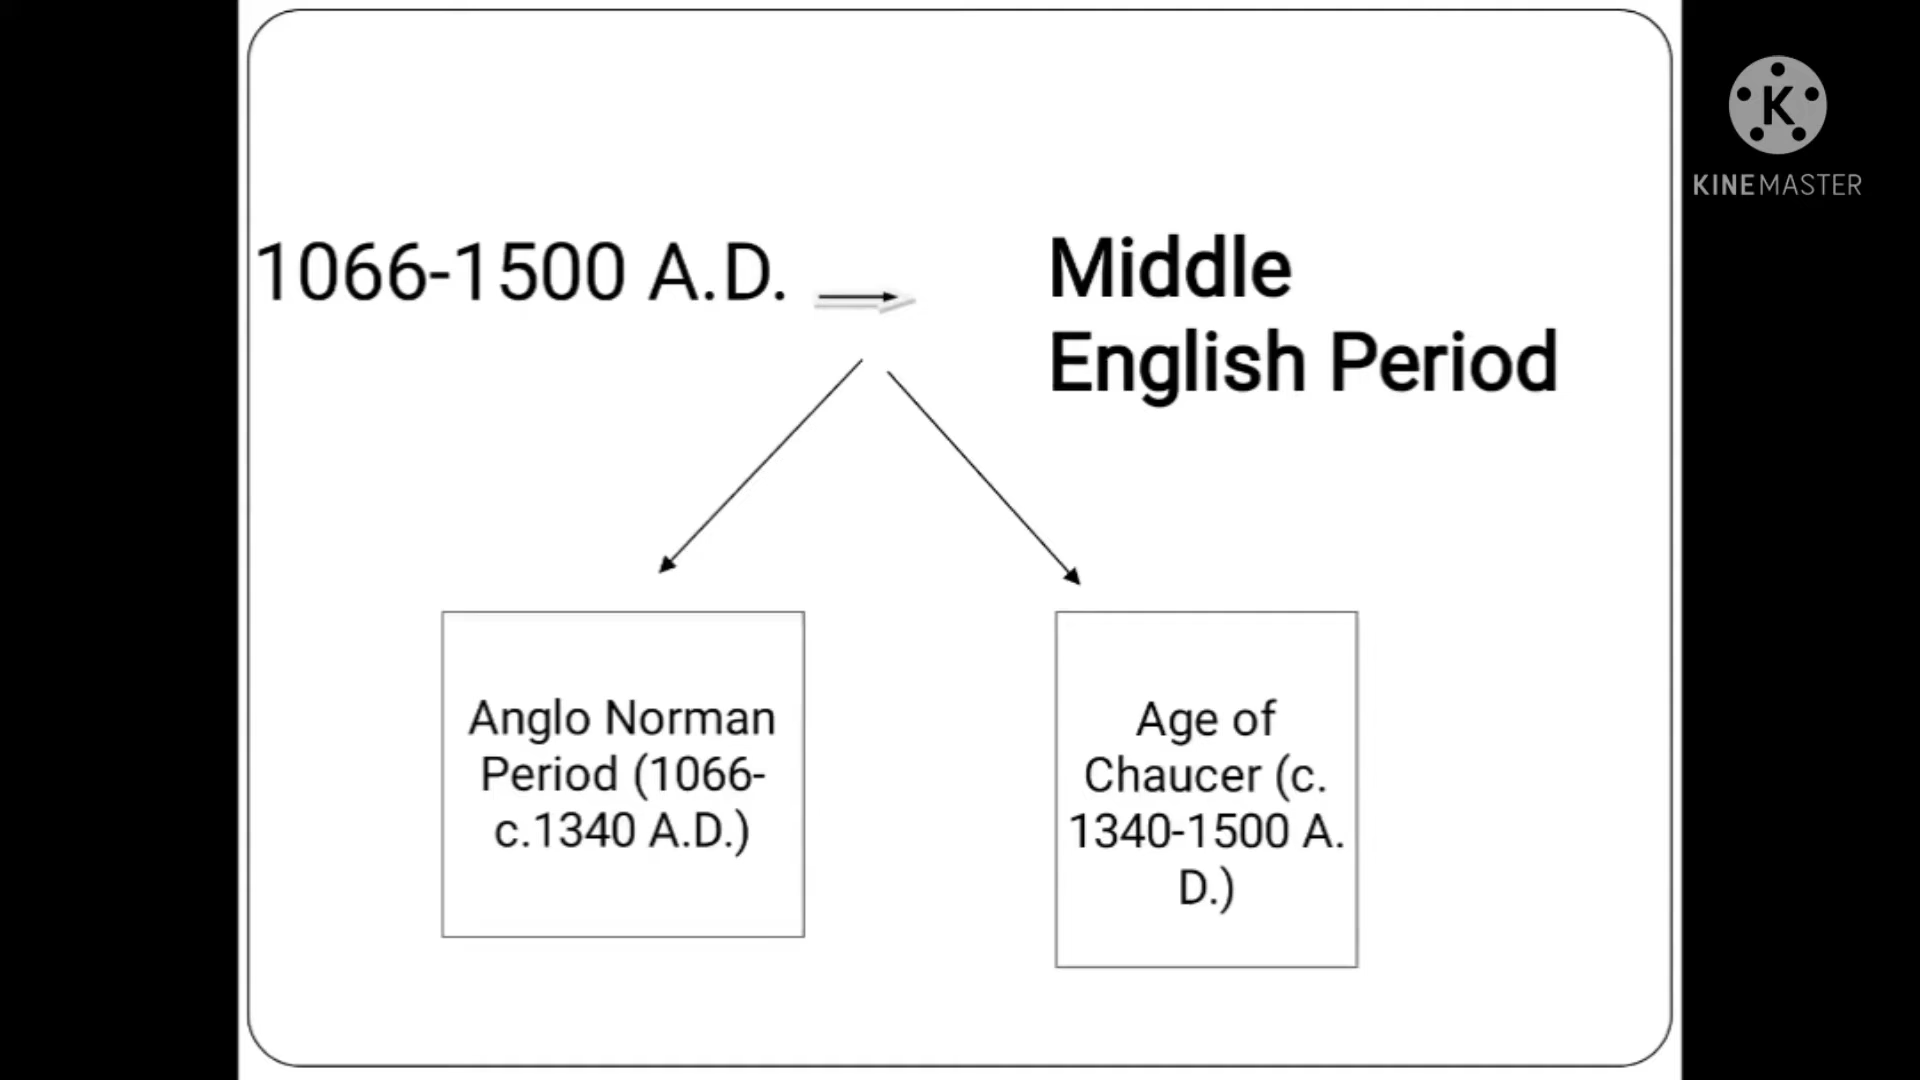 1066-1500 A.D.
Middle
English Period
Anglo Norman
Period (1066-
c.1340 A.D.)
Age of
Chaucer (c.
1340-1500 A.
D.)
K
KINEMASTER